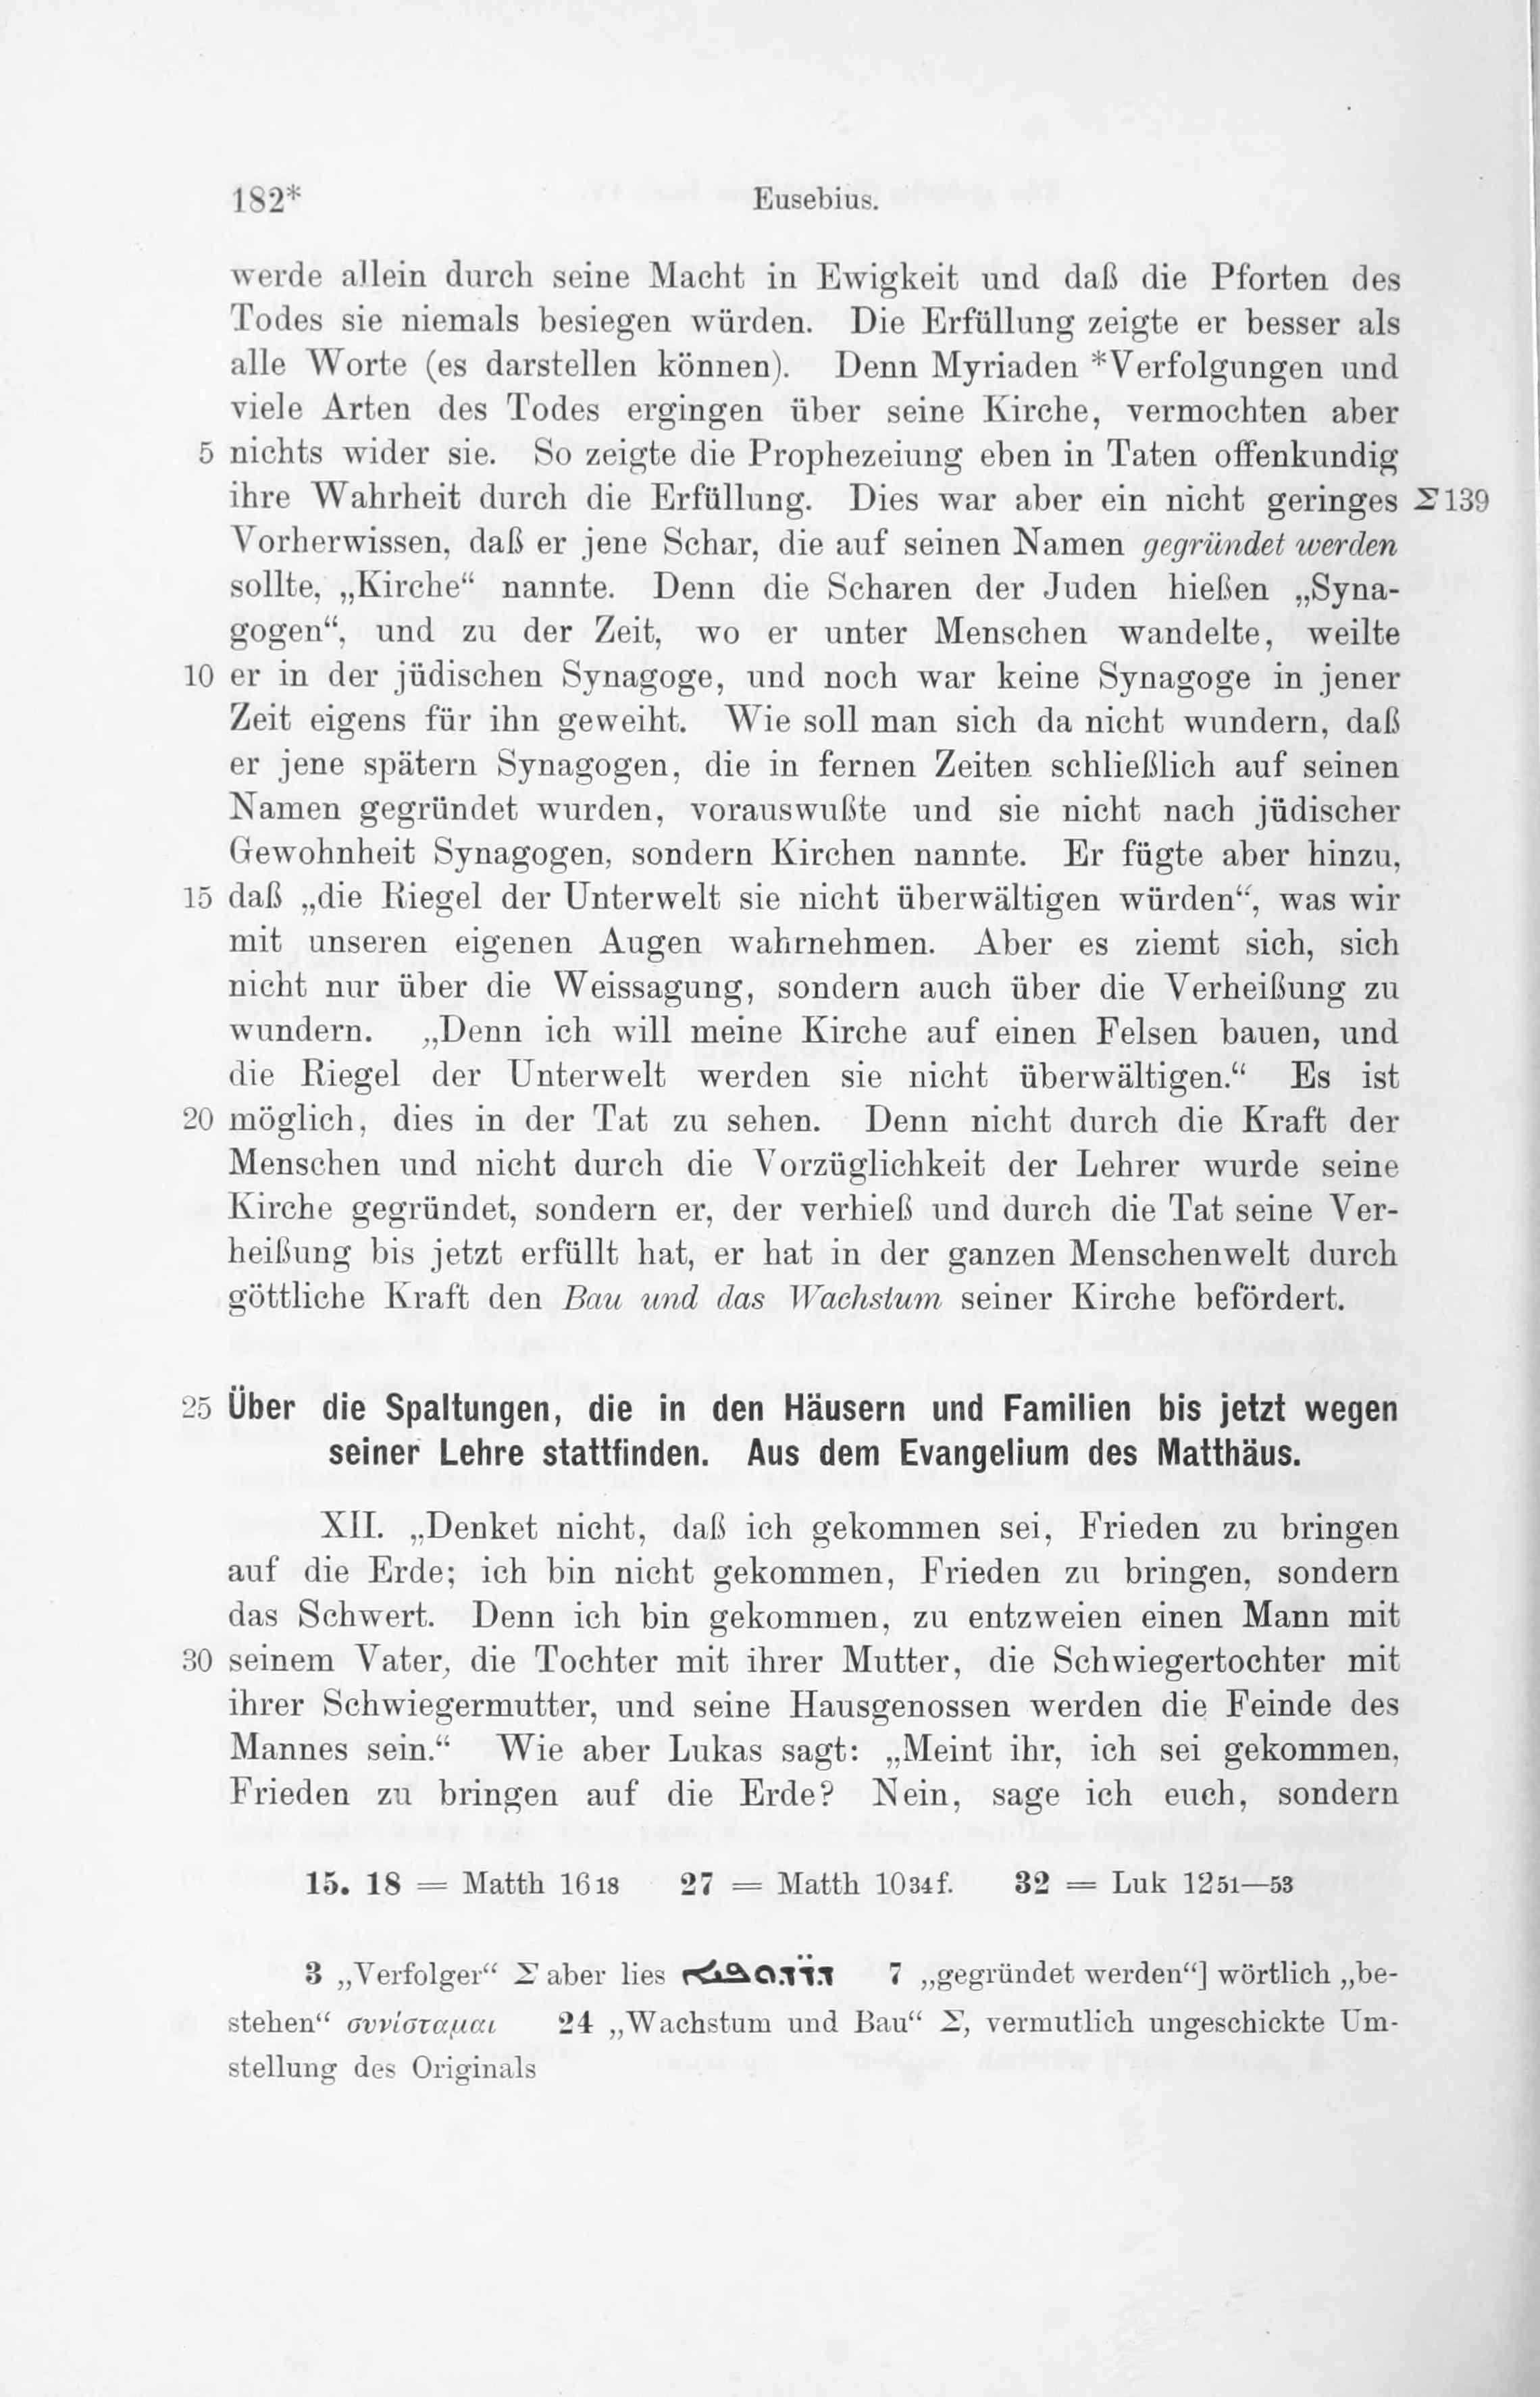 182* Eusebius.
werde allein durch seine Macht in Ewigkeit und daß die Pforten des
Todes sie niemals besiegen würden. Die Erfüllung zeigte er besser als
alle Worte (es darstellen können). Denn Myriaden *Verfolgungen und
viele Arten des Todes ergingen über seine Kirche, vermochten aber
5 nichts wider sie. So zeigte die Prophezeiung eben in Taten offenkundig
ihre Wahrheit durch die Erfüllung. Dies war aber ein nicht geringes Σ 139
Vorherwissen, daß er jene Schar, die auf seinen Namen gegründet werden
sollte, „Kirche“ nannte. Denn die Scharen der Juden hießen „Syna-
gogen“, und zu der Zeit, wo er unter Menschen wandelte, weilte
10 er in der jüdischen Synagoge, und noch war keine Synagoge in jener
Zeit eigens für ihn geweiht. Wie soll man sich da nicht wundern, daß
er jene spätern Synagogen, die in fernen Zeiten schließlich auf seinen
Namen gegründet wurden, vorauswußte und sie nicht nach jüdischer
Gewohnheit Synagogen, sondern Kirchen nannte. Er fügte aber hinzu,
15 daß „die Riegel der Unterwelt sie nicht überwältigen würden“, was wir
mit unseren eigenen Augen wahrnehmen. Aber es ziemt sich, sich
nicht nur über die Weissagung, sondern auch über die Verheißung zu
wundern. „Denn ich will meine Kirche auf einen Felsen bauen, und
die Riegel der Unterwelt werden sie nicht überwältigen.“ Es ist
20 möglich, dies in der Tat zu sehen. Denn nicht durch die Kraft der
Menschen und nicht durch die Vorzüglichkeit der Lehrer wurde seine
Kirche gegründet, sondern er, der verhieß und durch die Tat seine Ver-
heißung bis jetzt erfüllt hat, er hat in der ganzen Menschenwelt durch
göttliche Kraft den Bau und das Wachstum seiner Kirche befördert.
25 Über die Spaltungen, die in den Häusern und Familien bis jetzt wegen
seiner Lehre stattfinden. Aus dem Evangelium des Matthäus.
XII. „Denket nicht, daß ich gekommen sei, Frieden zu bringen
auf die Erde; ich bin nicht gekommen, Frieden zu bringen, sondern
das Schwert. Denn ich bin gekommen, zu entzweien einen Mann mit
30 seinem Vater, die Tochter mit ihrer Mutter, die Schwiegertochter mit
ihrer Schwiegermutter, und seine Hausgenossen werden die Feinde des
Mannes sein.“ Wie aber Lukas sagt: „Meint ihr, ich sei gekommen,
Frieden zu bringen auf die Erde? Nein, sage ich euch, sondern
15. 18 = Matth 16 18 27 = Matth 10 34 f. 32 = Luk 12 51—53
3 „Verfolger“ Σ aber lies ܪ̈ܕܘܦܝܐ 7 „gegründet werden“] wörtlich „be-
stehen“ συνίσταμαι 24 „Wachstum und Bau“ Σ, vermutlich ungeschickte Um-
stellung des Originals